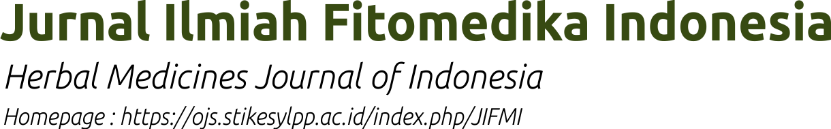 Jurnal Ilmiah Fitomedika Indonesia
Herbal Medicines Journal of Indonesia
Homepage : https://ojs.stikesylpp.ac.id/index.php/JIFMI